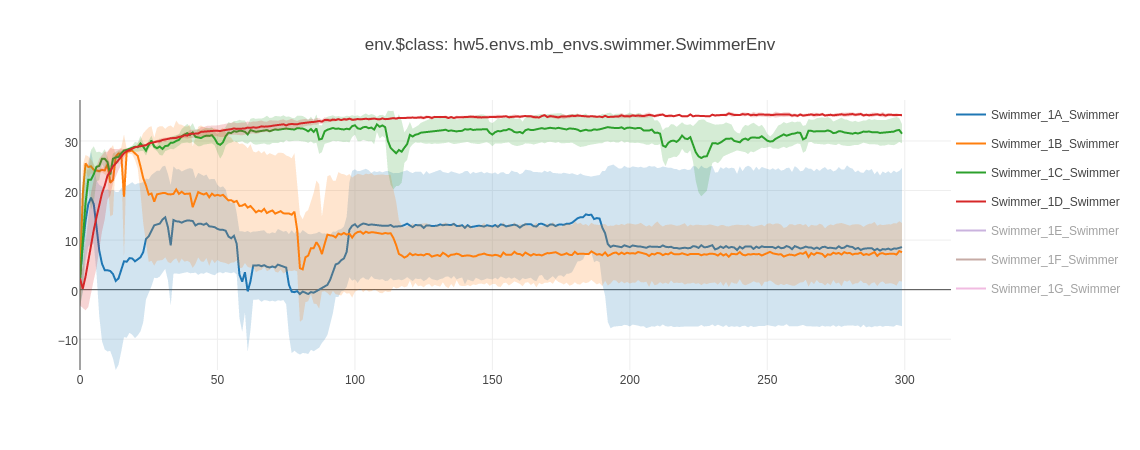 env.$class: hw5.envs.mb_envs.swimmer.SwimmerEnv
30
20
10
0
−10
0 50 100 150 200 250 300
Swimmer_1A_Swimmer
Swimmer_1B_Swimmer
Swimmer_1C_Swimmer
Swimmer_1D_Swimmer
Swimmer_1E_Swimmer
Swimmer_1F_Swimmer
Swimmer_1G_Swimmer